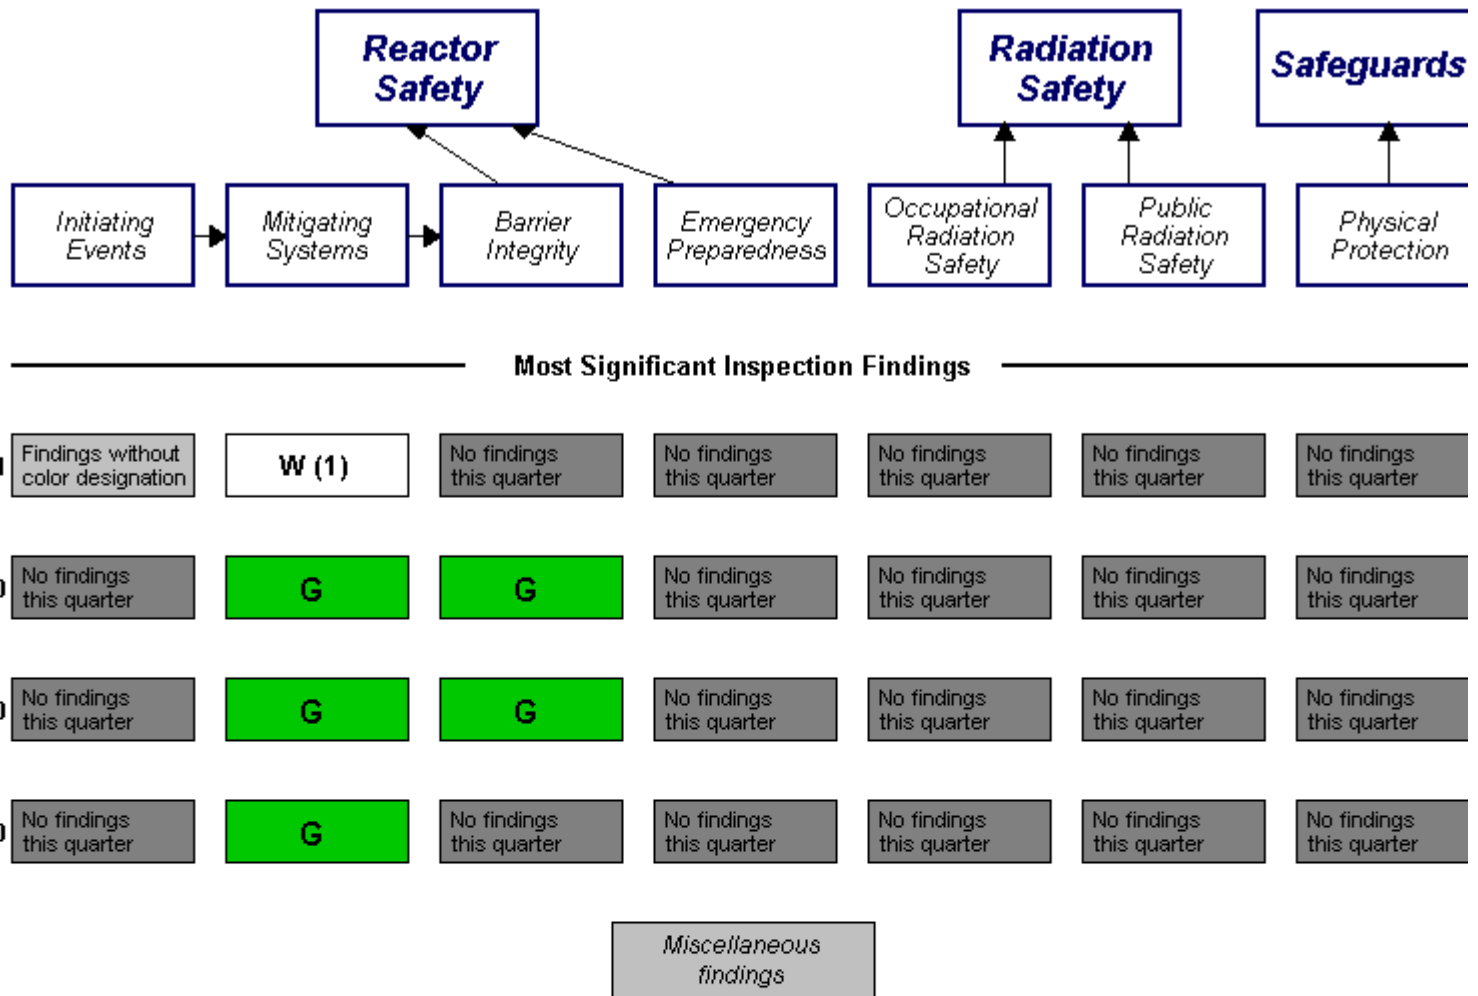 Reactor
Safety
Radiation
Safety
Safeguards
Initiating
Events
Mitigating
Systems
Barrier
Integrity
Emergency
Preparedness
Occupational
Radiation
Safety
Public
Radiation
Safety
Physical
Protection
Most Significant Inspection Findings
Findings without
color designation
W (1)
No findings
this quarter
No findings
this quarter
No findings
this quarter
No findings
this quarter
No findings
this quarter
No findings
this quarter
G
G
No findings
this quarter
No findings
this quarter
No findings
this quarter
No findings
this quarter
No findings
this quarter
G
G
No findings
this quarter
No findings
this quarter
No findings
this quarter
No findings
this quarter
No findings
this quarter
G
No findings
this quarter
No findings
this quarter
No findings
this quarter
No findings
this quarter
No findings
this quarter
Miscellaneous
findings